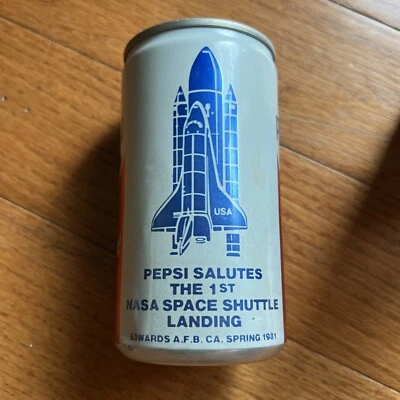 USA
PEPSI SALUTES
THE 1ST
NASA SPACE SHUTTLE
LANDING
EDWARDS A.F.B. CA. SPRING 1981